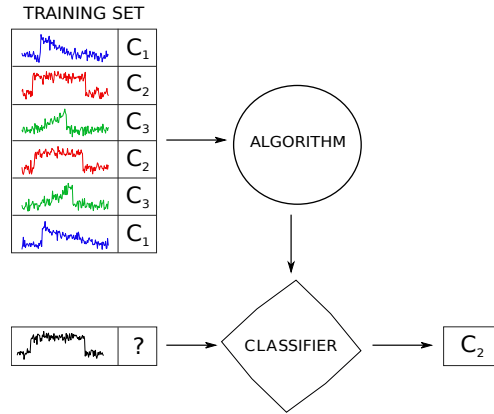 TRAINING SET
C1
C2
C3
C2
C3
C1
ALGORITHM
?
CLASSIFIER
C2